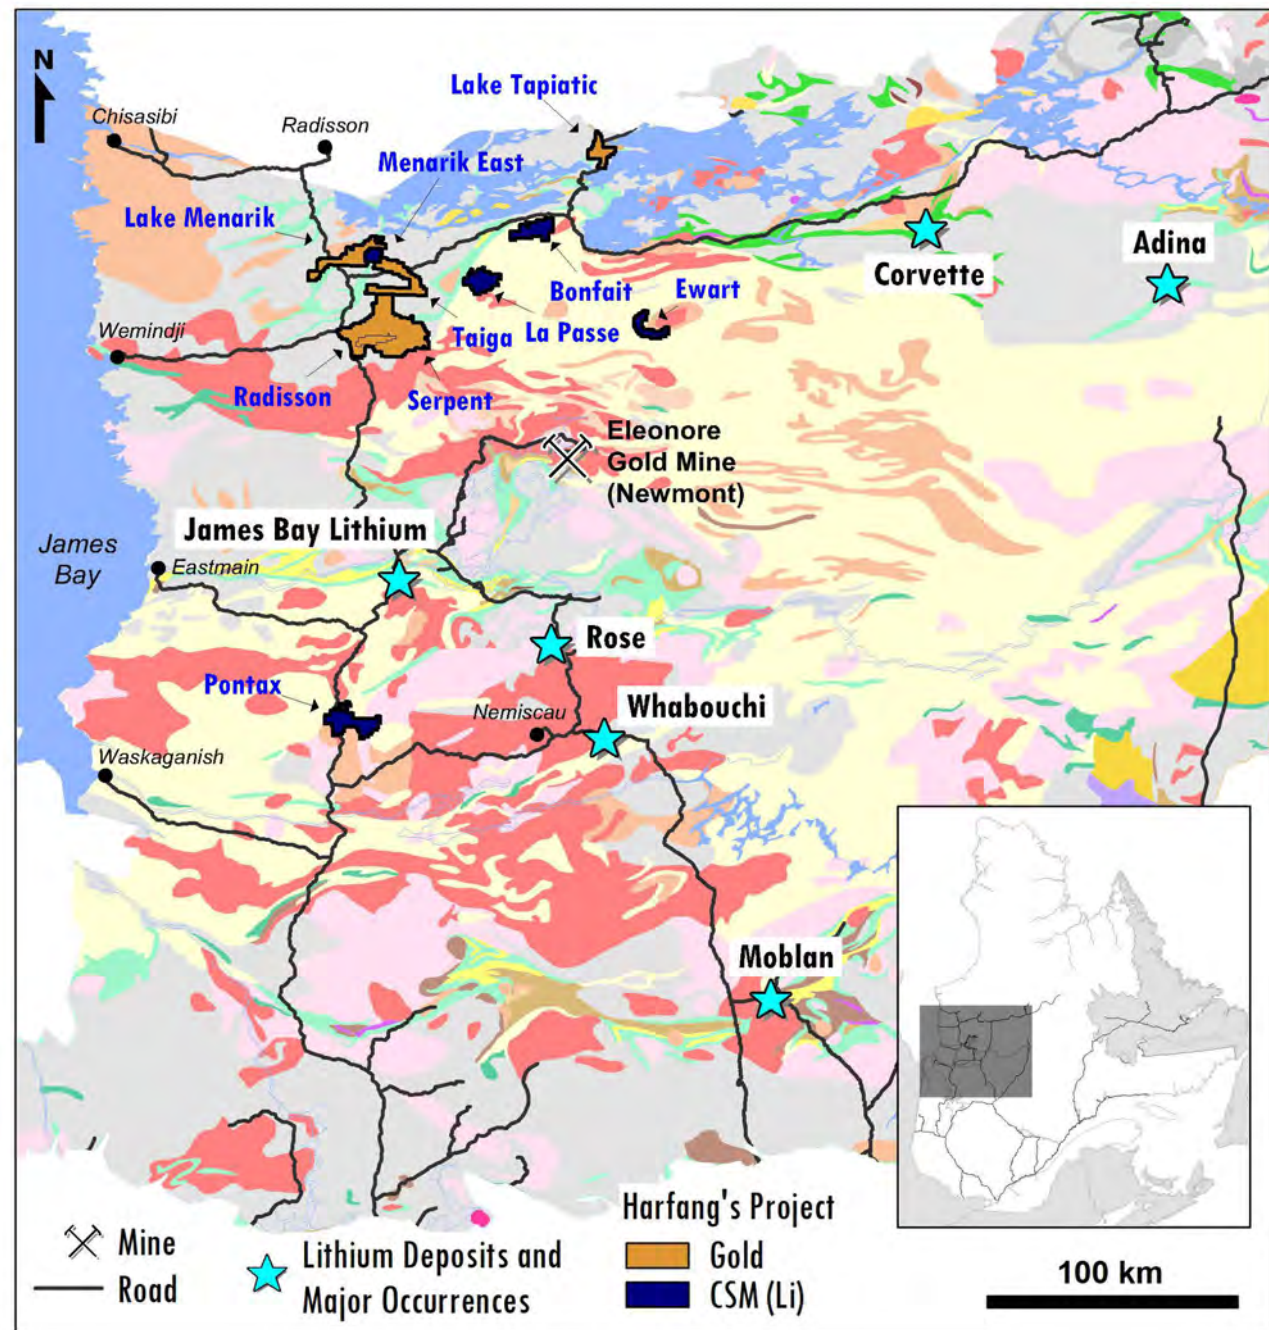 N
Lake Tapiatic
Chisasibi
Radisson
Menarik East
Lake Menarik
Adina
Corvette
Bonfait
Ewart
Wemindji
Taiga
La Passe
Radisson
Serpent
Eleonore
Gold Mine
(Newmont)
James Bay Lithium
James
Bay
Eastmain
Rose
Pontax
Whabouchi
Nemiscau
Waskaganish
Moblan
Harfang's Project
Mine
Road
Lithium Deposits and
Major Occurrences
Gold
CSM (Li)
100 km